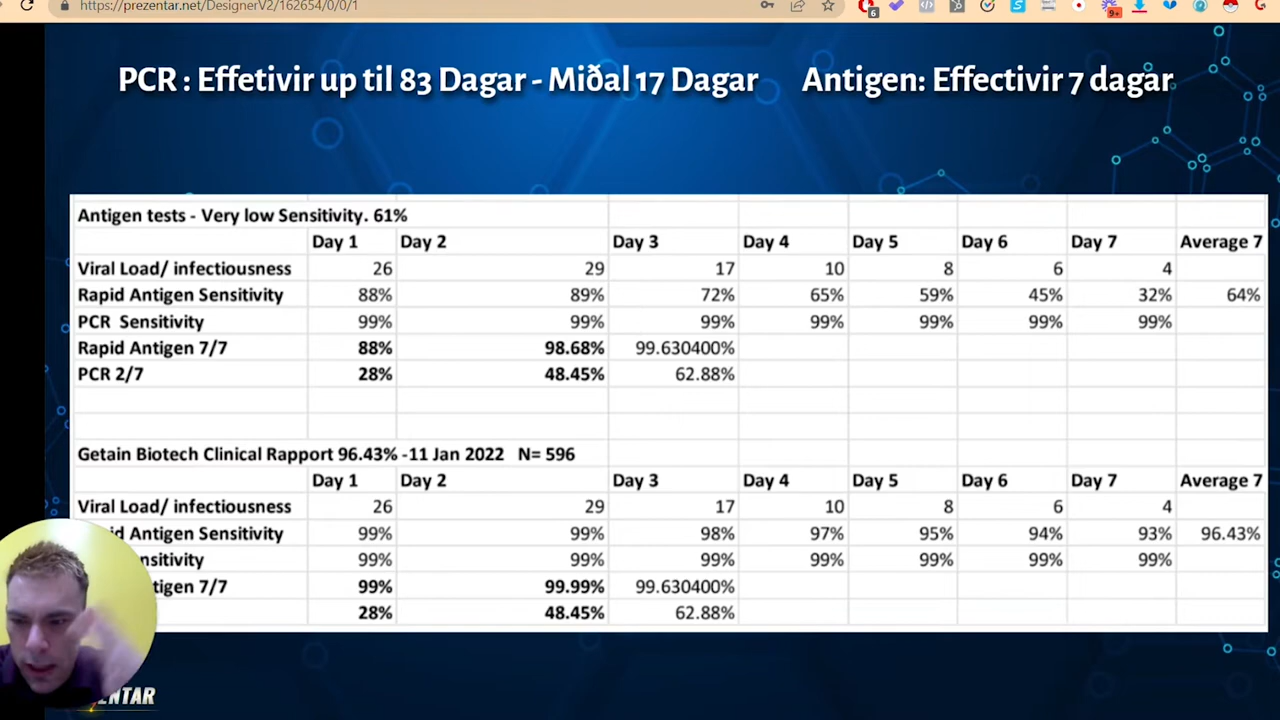 https://prezentar.net/DesignerV2/162654/0/0/1
6
9+
PCR : Effetivir up til 83 Dagar - Miðal 17 Dagar Antigen: Effectivir 7 dagar
Antigen tests - Very low Sensitivity. 61%
Day 1 Day 2 Day 3 Day 4 Day 5 Day 6 Day 7 Average 7
Viral Load/ infectiousness 26 29 17 10 8 6 4
Rapid Antigen Sensitivity 88% 89% 72% 65% 59% 45% 32% 64%
PCR Sensitivity 99% 99% 99% 99% 99% 99% 99%
Rapid Antigen 7/7 88% 98.68% 99.630400%
PCR 2/7 28% 48.45% 62.88%
Getain Biotech Clinical Rapport 96.43% -11 Jan 2022 N= 596
Day 1 Day 2 Day 3 Day 4 Day 5 Day 6 Day 7 Average 7
Viral Load/ infectiousness 26 29 17 10 8 6 4
Antigen Sensitivity 99% 99% 98% 97% 95% 94% 93% 96.43%
99% 99% 99% 99% 99% 99% 99%
7/7 99% 99.99% 99.630400%
28% 48.45% 62.88%